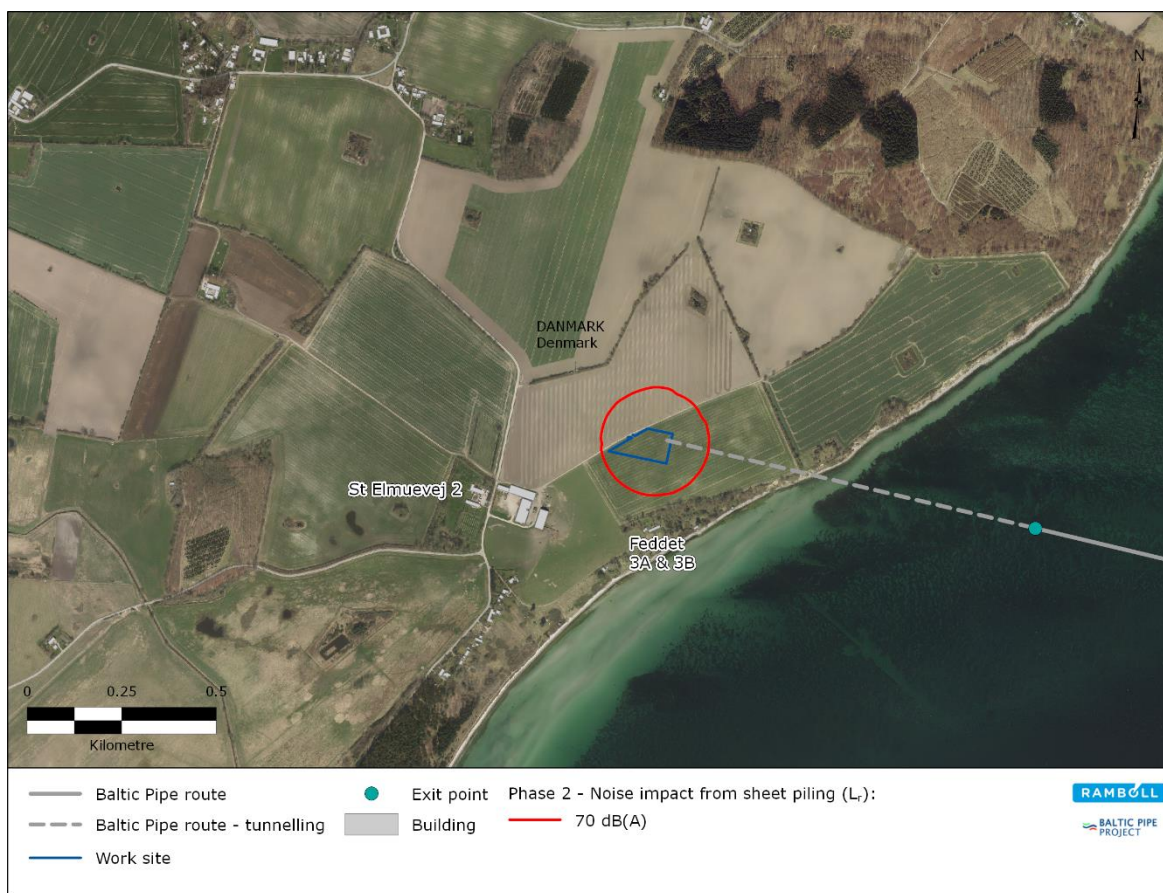 N
DANMARK
Denmark
St Elmuevej 2
Feddet
3A & 3B
0 0.25 0.5
Kilometre
Baltic Pipe route
Baltic Pipe route - tunnelling
Work site
Exit point
Building
Phase 2 - Noise impact from sheet piling (Lr):
70 dB(A)
RAMBOLL
BALTIC PIPE
PROJECT